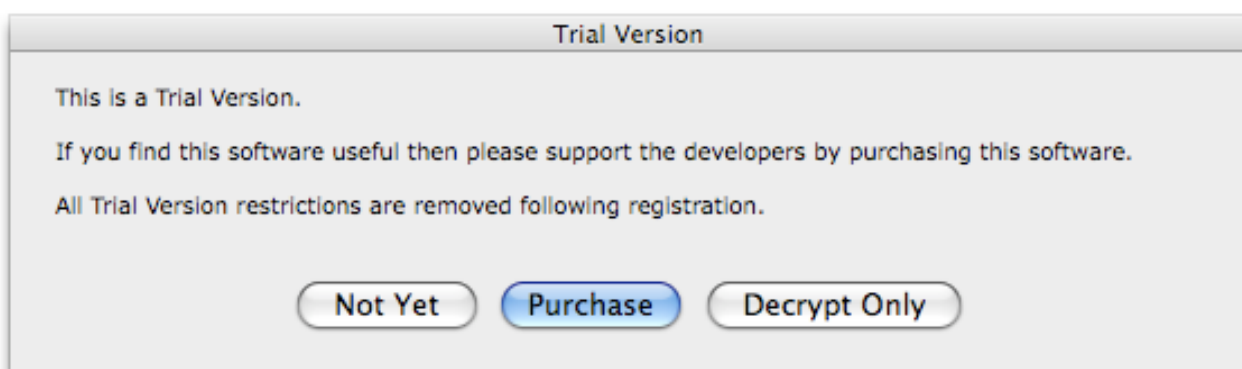 Trial Version
This is a Trial Version.
If you find this software useful then please support the developers by purchasing this software.
All Trial Version restrictions are removed following registration.
Not Yet Purchase Decrypt Only